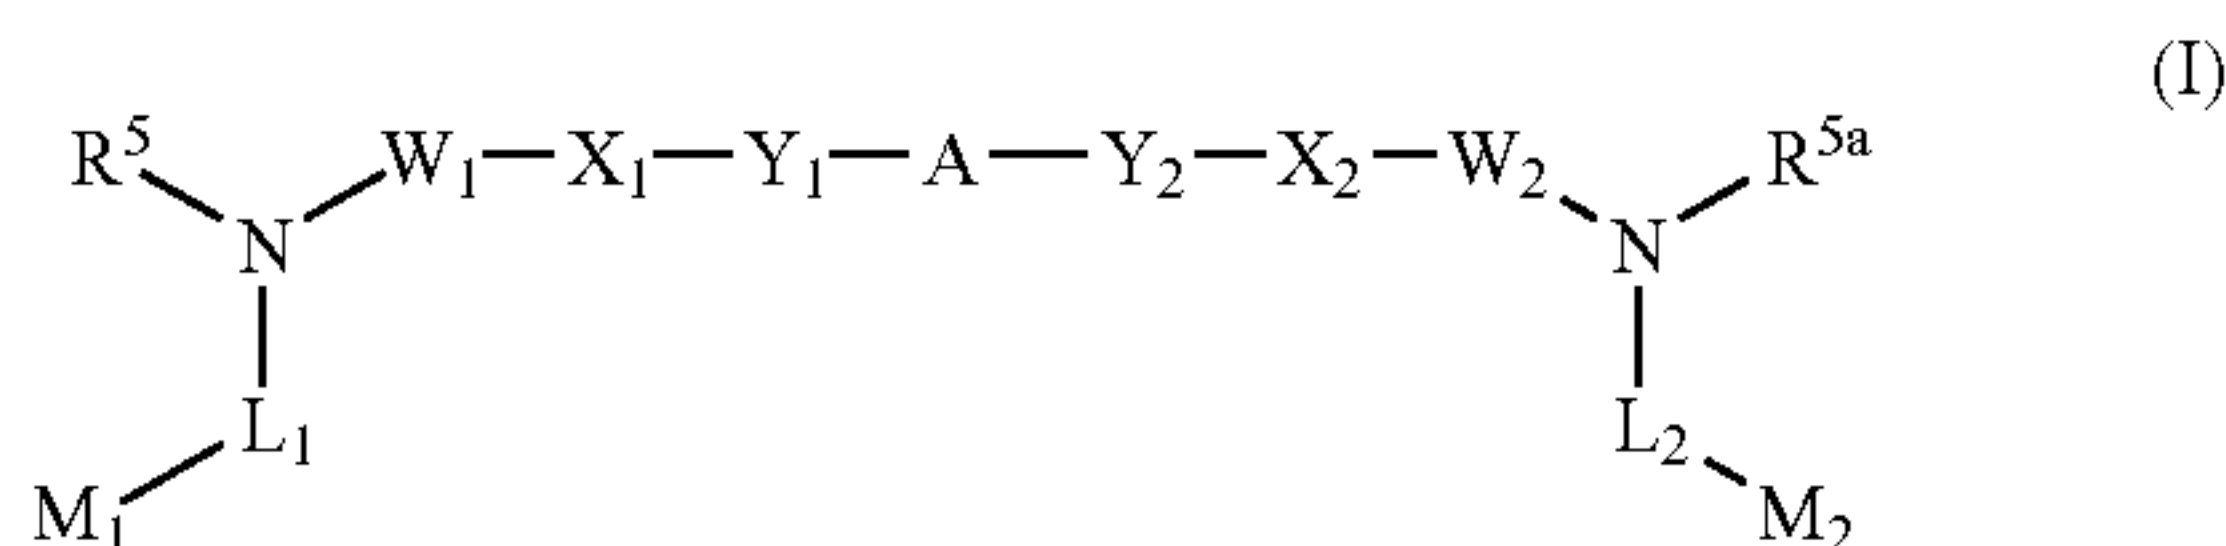 (I)
R⁵ W₁—X₁—Y₁—A—Y₂—X₂—W₂ R⁵ᵃ
N N
L₁ L₂
M₁ M₂